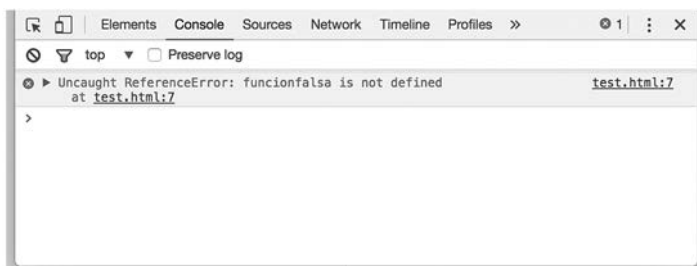 Elements Console Sources Network Timeline Profiles » 1
top Preserve log
Uncaught ReferenceError: funcionfalsa is not defined test.html:7
at test.html:7
>